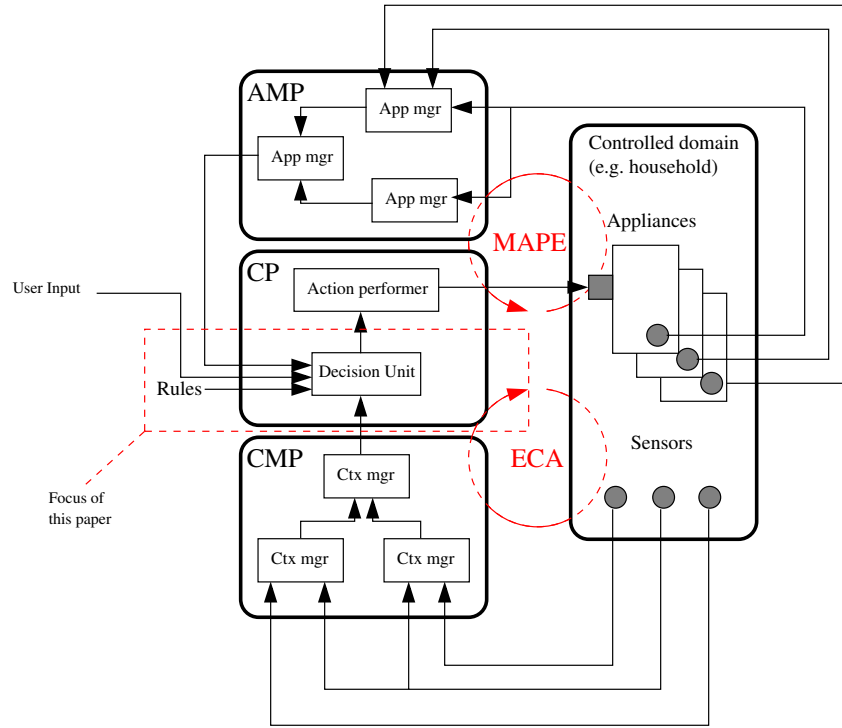 AMP
App mgr
App mgr
App mgr
Controlled domain
(e.g. household)
Appliances
MAPE
CP
Action performer
User Input
Decision Unit
Rules
Sensors
ECA
CMP
Ctx mgr
Focus of
this paper
Ctx mgr
Ctx mgr